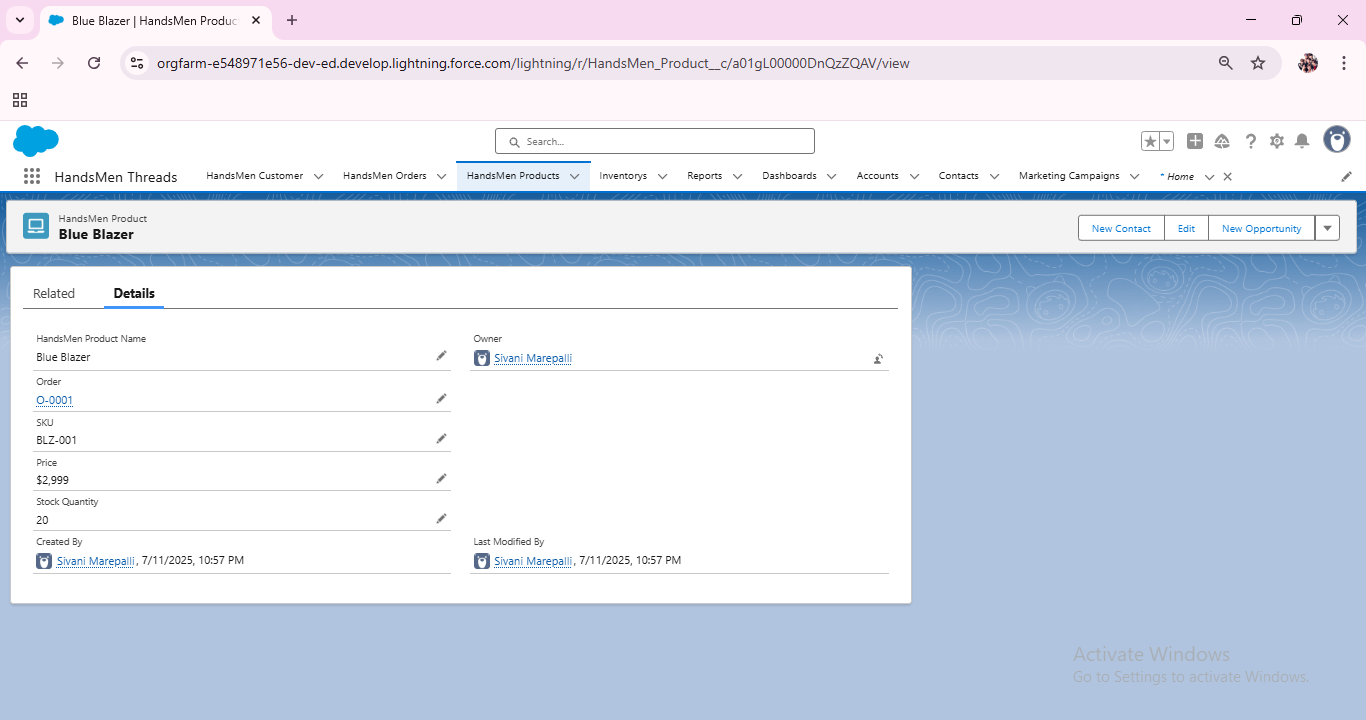 Blue Blazer | HandsMen Produc
orgfarm-e548971e56-dev-ed.develop.lightning.force.com/lightning/r/HandsMen_Product__c/a01gL00000DnQzZQAV/view
Search...
HandsMen Threads
HandsMen Customer
HandsMen Orders
HandsMen Products
Inventorys
Reports
Dashboards
Accounts
Contacts
Marketing Campaigns
* Home
HandsMen Product
Blue Blazer
New Contact
Edit
New Opportunity
Related
Details
HandsMen Product Name
Blue Blazer
Owner
Sivani Marepalli
Order
O-0001
SKU
BLZ-001
Price
$2,999
Stock Quantity
20
Created By
Sivani Marepalli, 7/11/2025, 10:57 PM
Last Modified By
Sivani Marepalli, 7/11/2025, 10:57 PM
Activate Windows
Go to Settings to activate Windows.